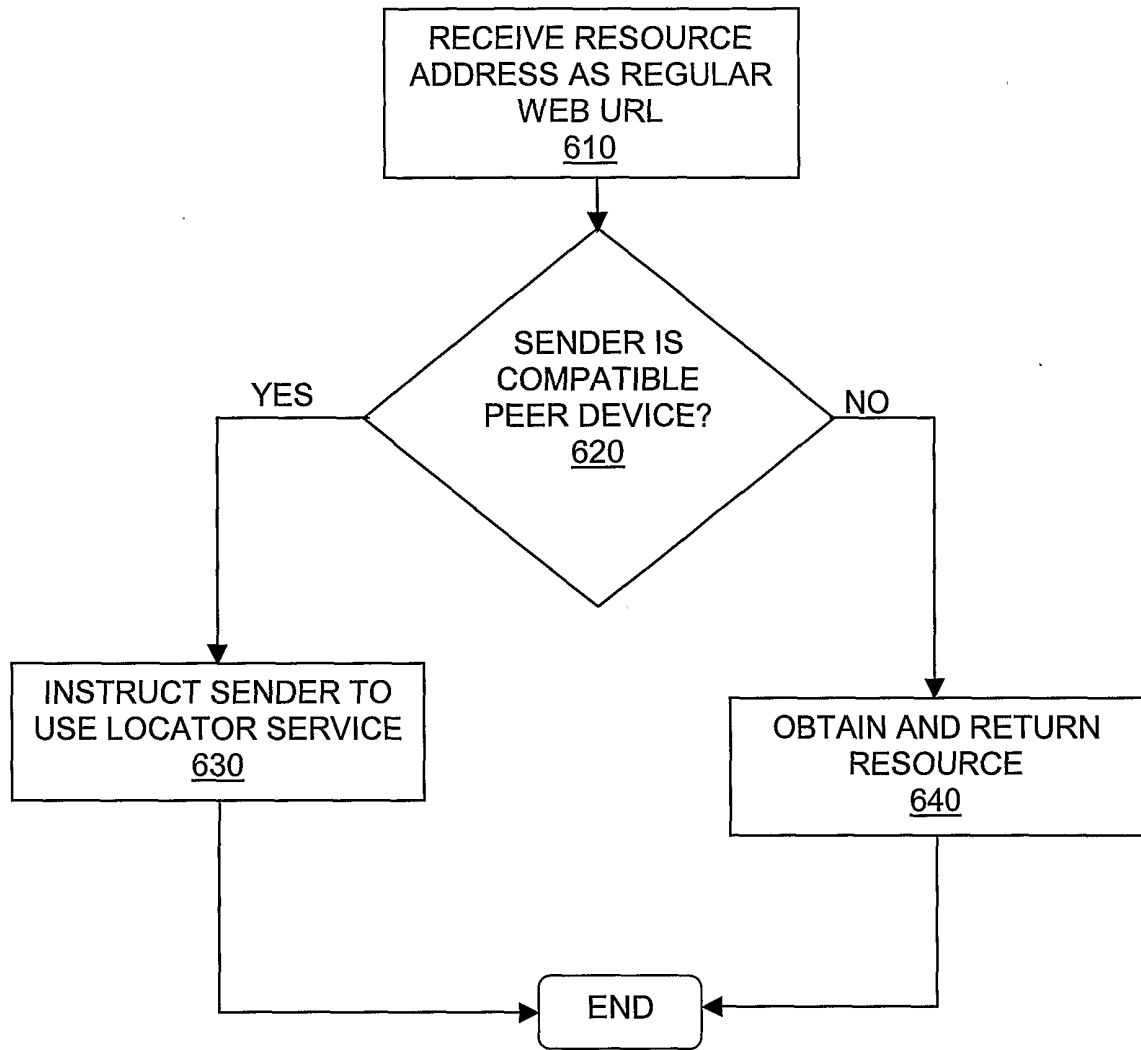 RECEIVE RESOURCE
ADDRESS AS REGULAR
WEB URL
610
SENDER IS
COMPATIBLE
PEER DEVICE?
620
YES
NO
INSTRUCT SENDER TO
USE LOCATOR SERVICE
630
OBTAIN AND RETURN
RESOURCE
640
END